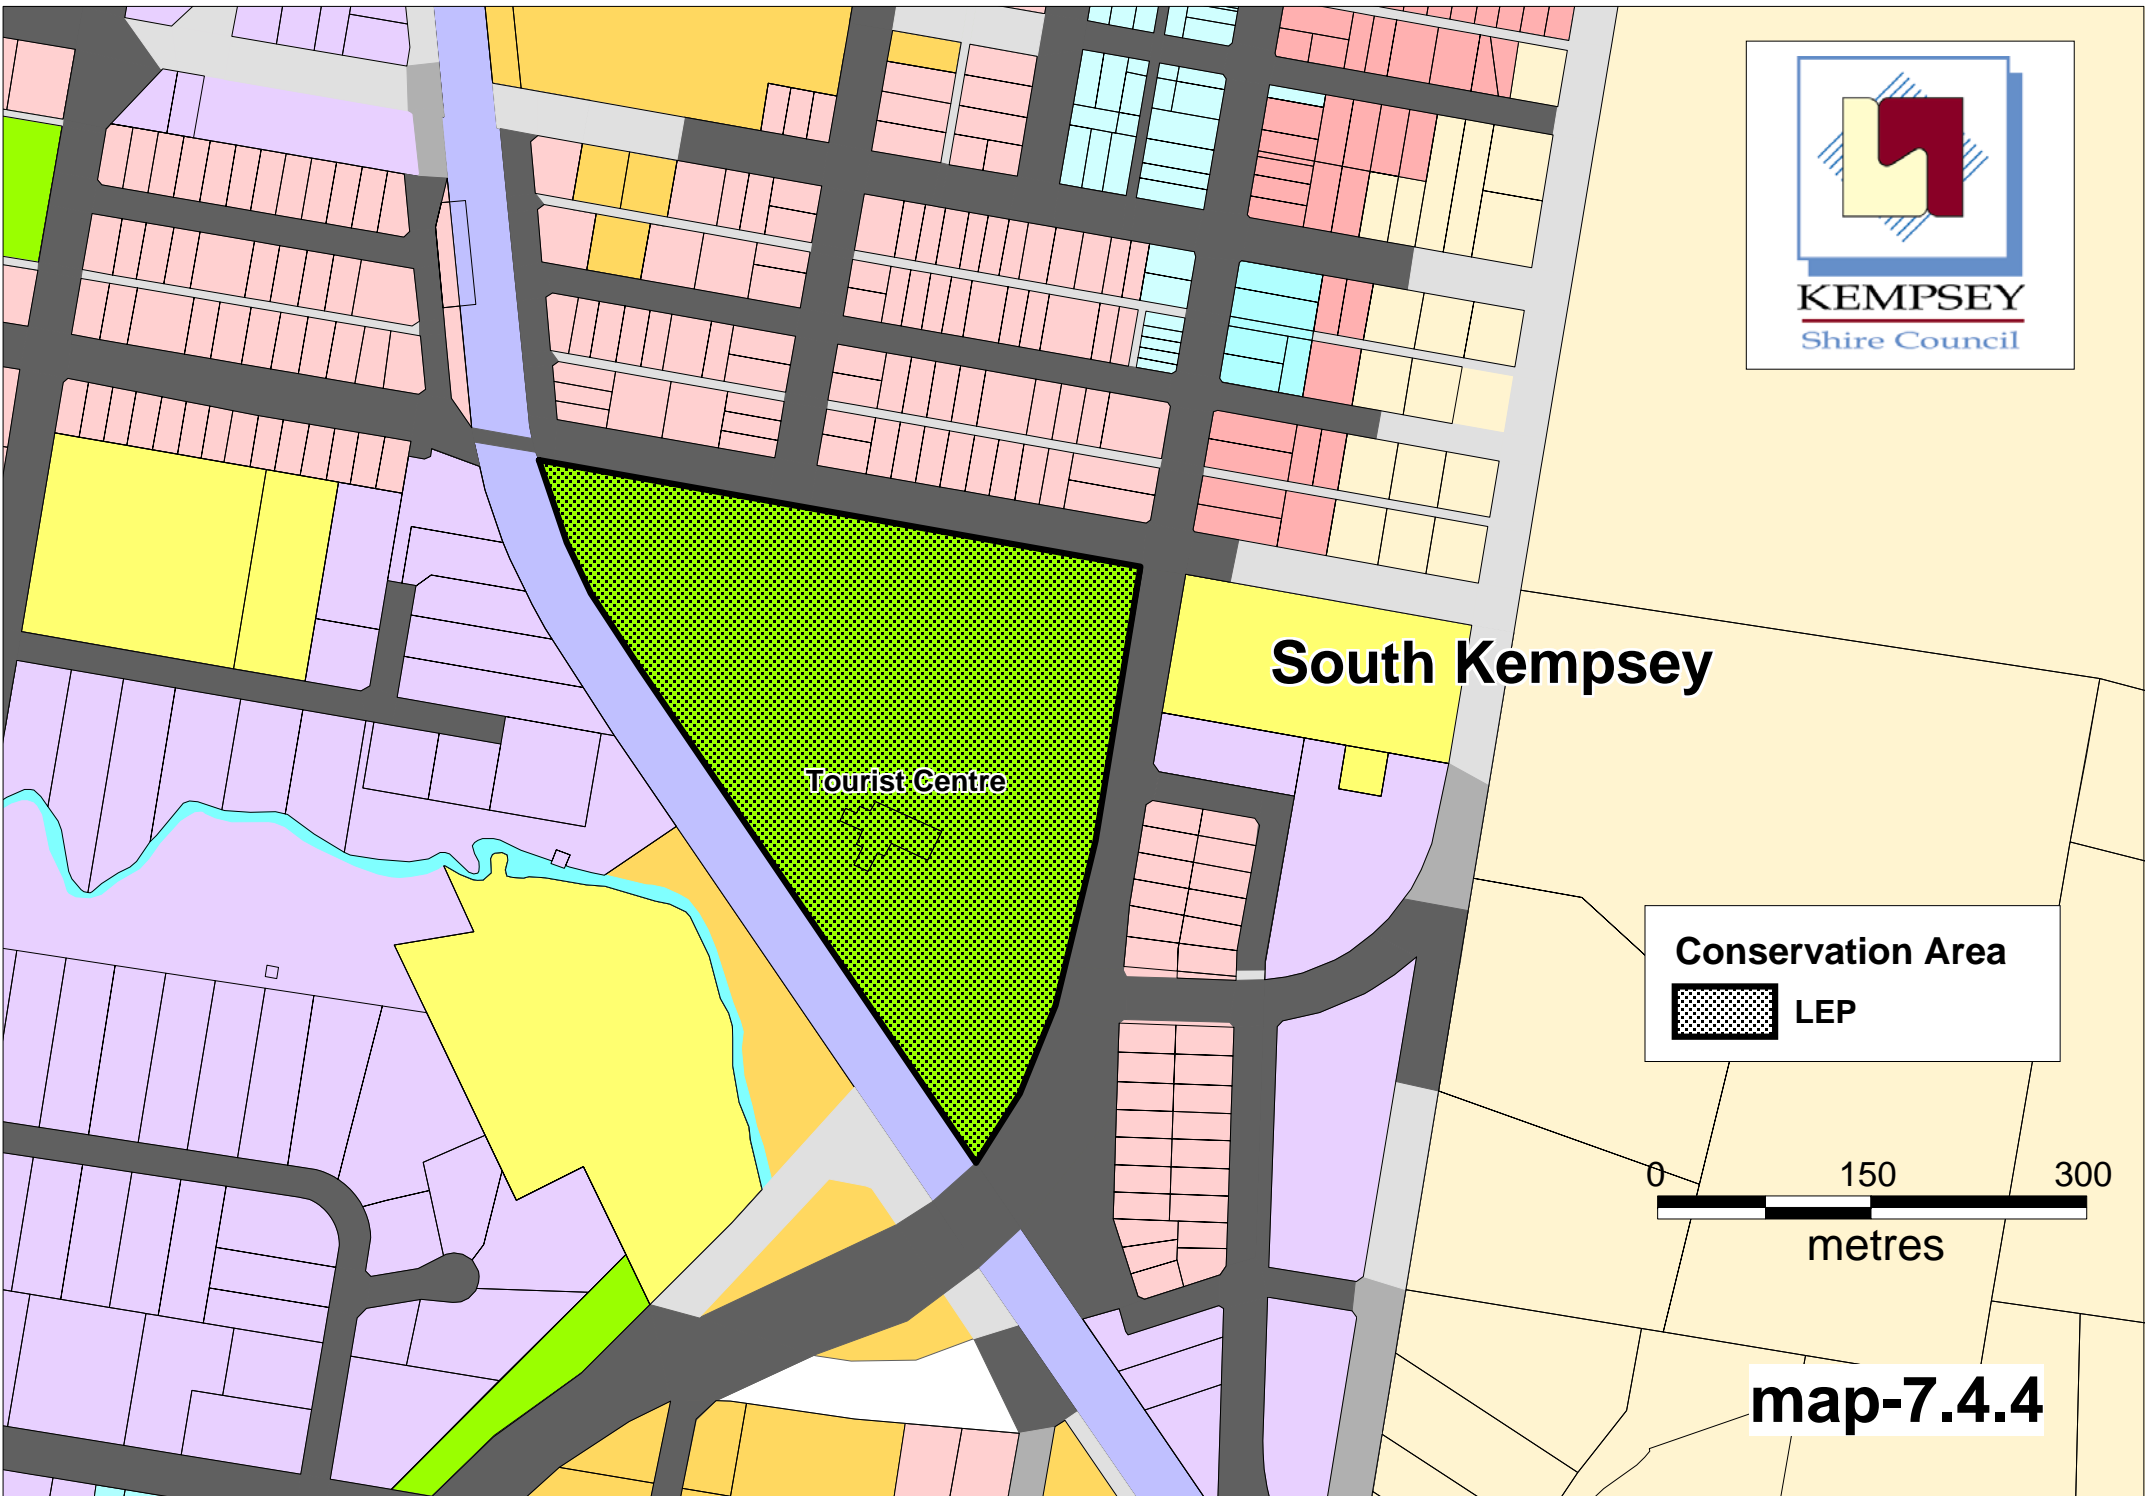 KEMPSEY
Shire Council
South Kempsey
Tourist Centre
Conservation Area
LEP
0 150 300
metres
map-7.4.4